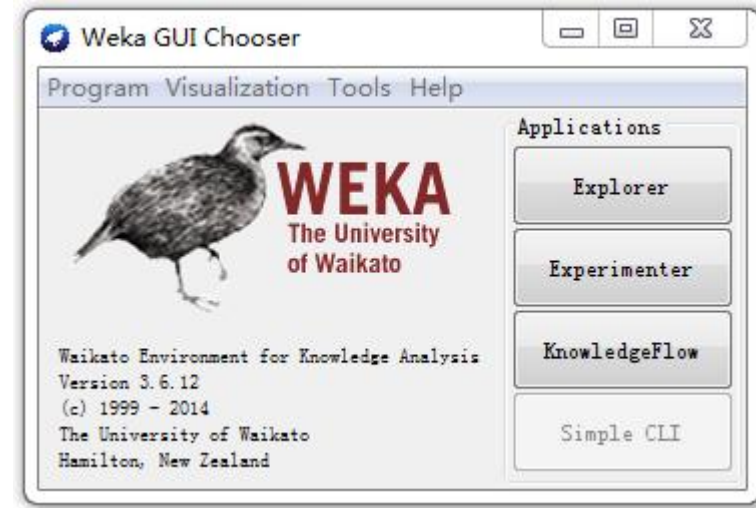 Weka GUI Chooser
Program Visualization Tools Help
WEKA
The University
of Waikato
Waikato Environment for Knowledge Analysis
Version 3.6.12
(c) 1999 - 2014
The University of Waikato
Hamilton, New Zealand
Applications
Explorer
Experimenter
KnowledgeFlow
Simple CLI